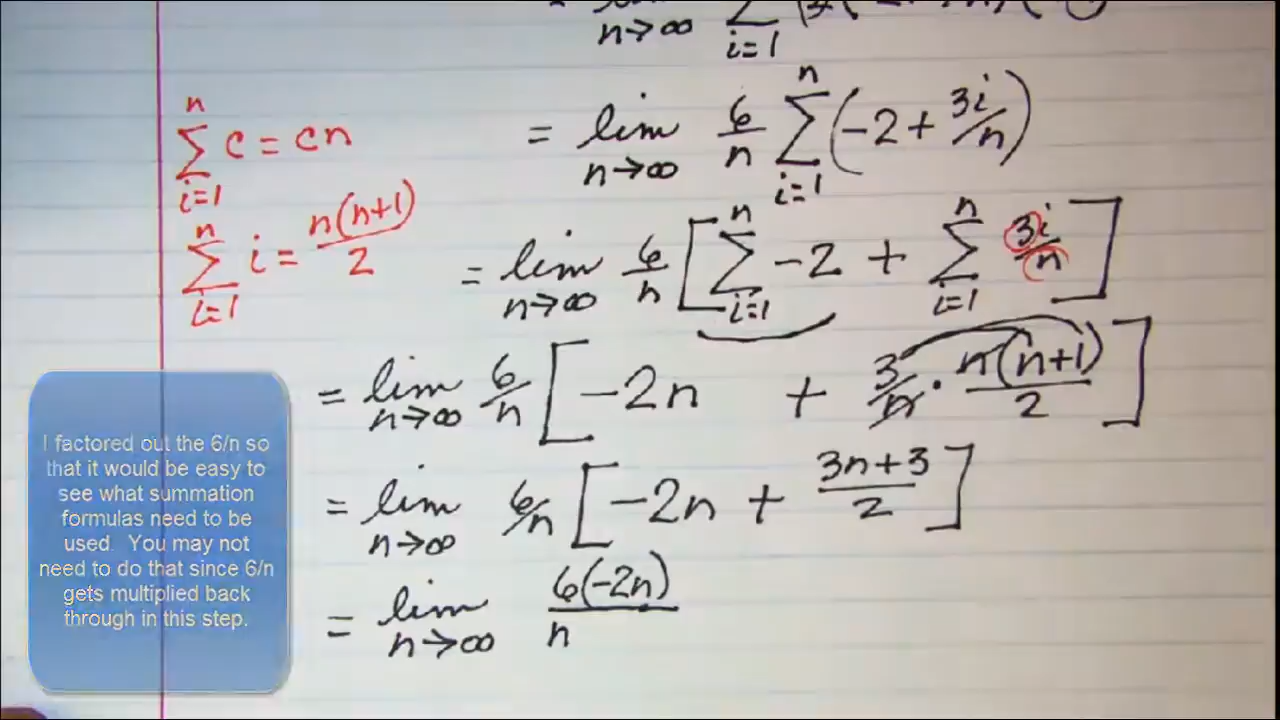 lim n→∞ Σ i=1
= lim n→∞ 6/n Σ i=1 n (-2 + 3i/n)
Σ i=1 n c = cn
Σ i=1 n i = n(n+1)/2
= lim n→∞ 6/n [Σ i=1 n -2 + Σ i=1 n 3i/n]
= lim n→∞ 6/n [-2n + 3/n · n(n+1)/2]
= lim n→∞ 6/n [-2n + 3n+3/2]
= lim n→∞ 6(-2n)/n
I factored out the 6/n so
that it would be easy to
see what summation
formulas need to be
used. You may not
need to do that since 6/n
gets multiplied back
through in this step.